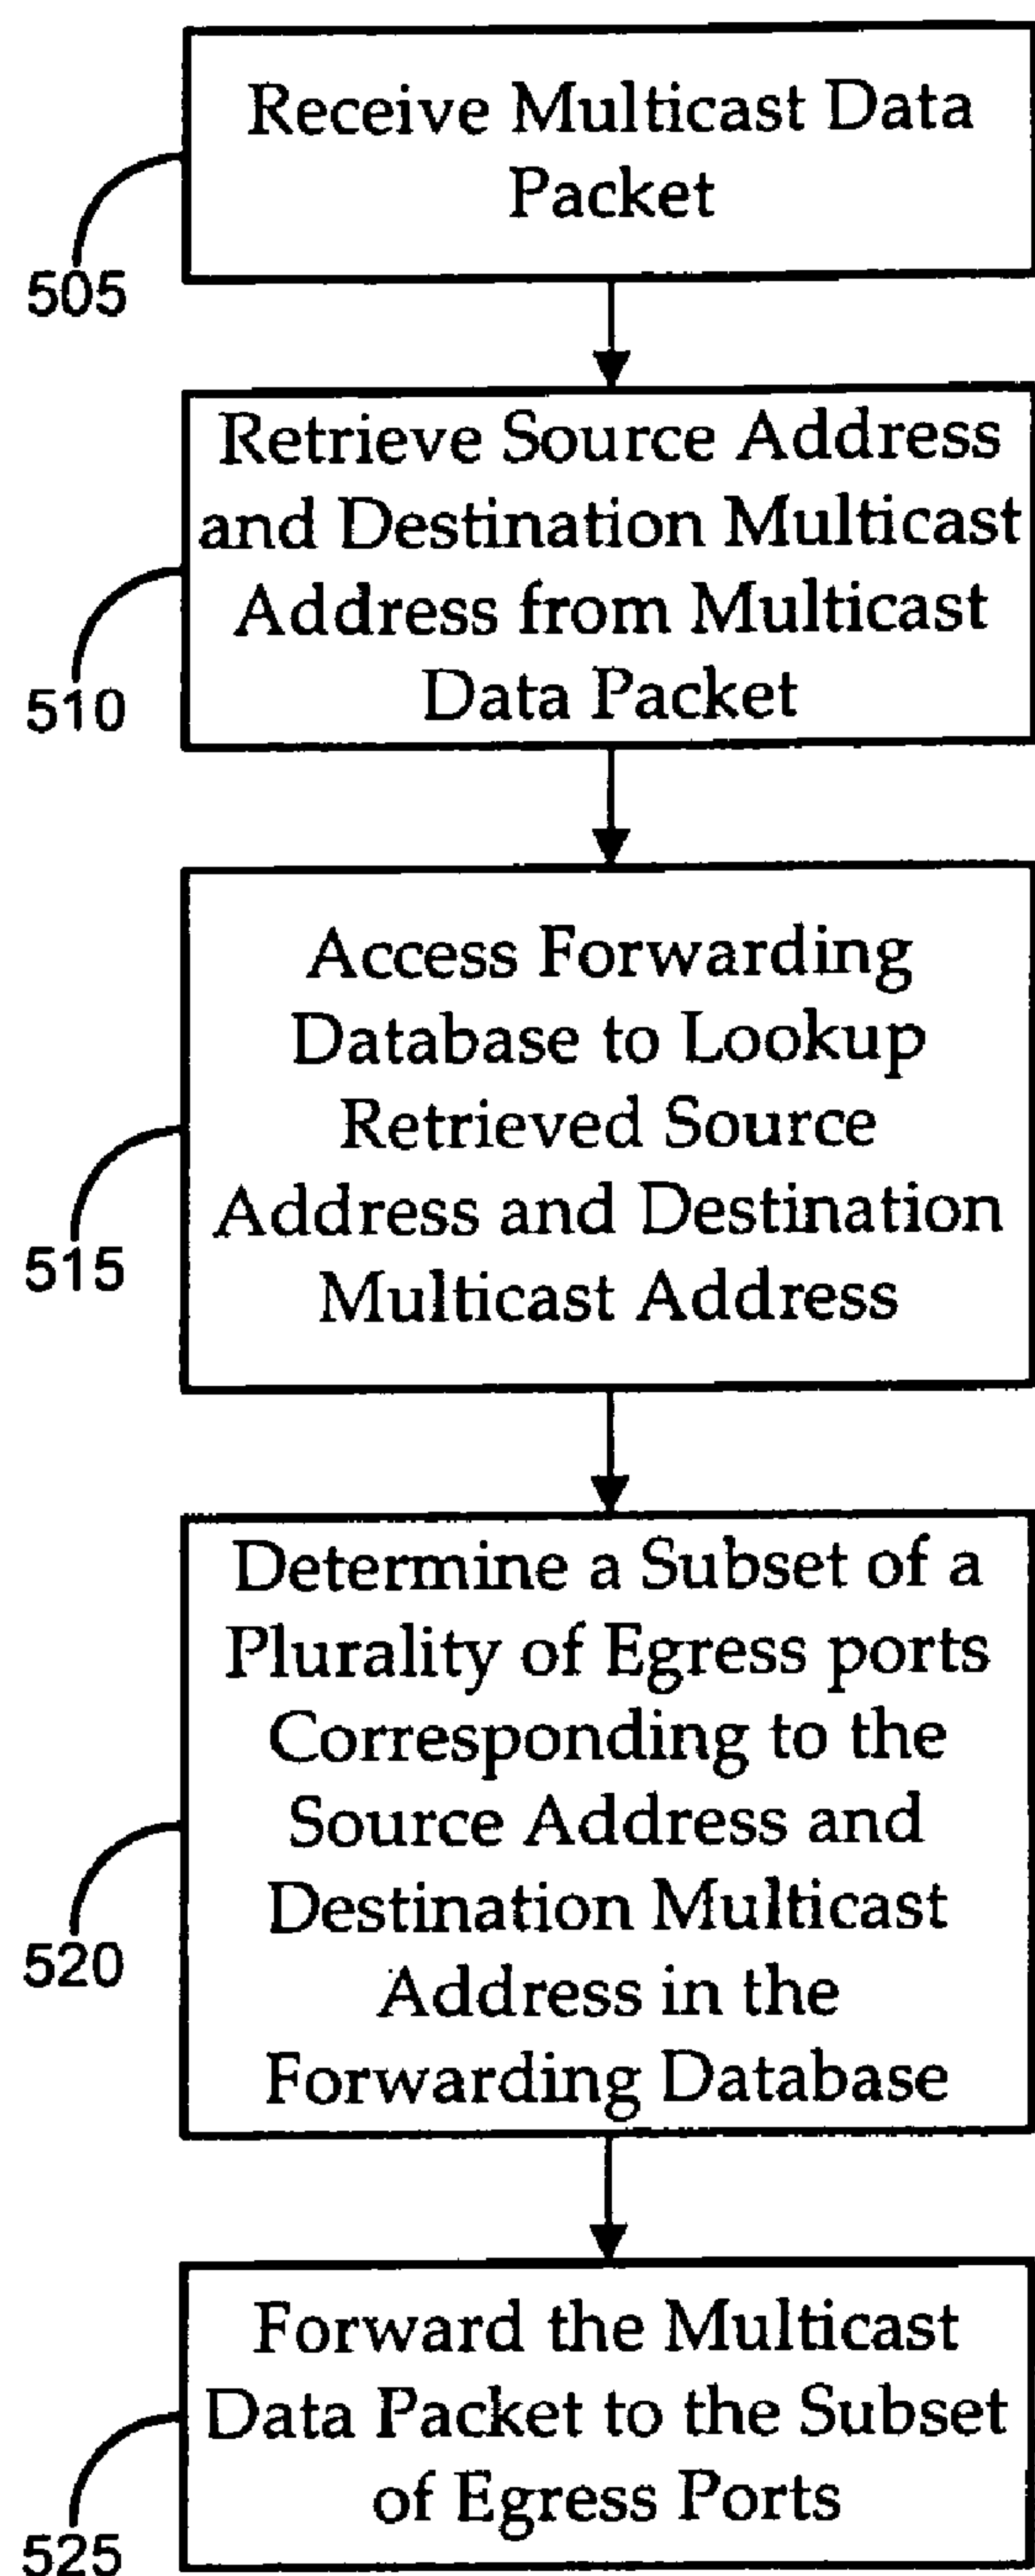 Receive Multicast Data
Packet
505
Retrieve Source Address
and Destination Multicast
Address from Multicast
Data Packet
510
Access Forwarding
Database to Lookup
Retrieved Source
Address and Destination
Multicast Address
515
Determine a Subset of a
Plurality of Egress ports
Corresponding to the
Source Address and
Destination Multicast
Address in the
Forwarding Database
520
Forward the Multicast
Data Packet to the Subset
of Egress Ports
525